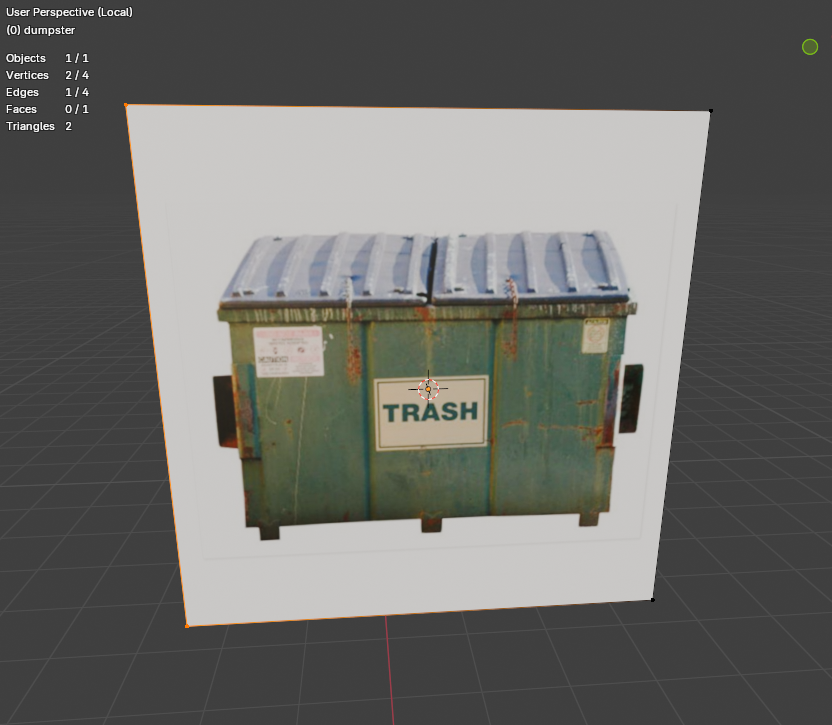 User Perspective (Local)
(0) dumpster
Objects 1 / 1
Vertices 2 / 4
Edges 1 / 4
Faces 0 / 1
Triangles 2
TRASH